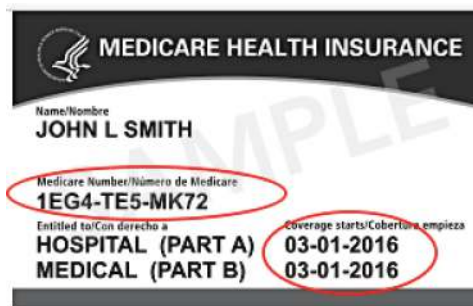 MEDICARE HEALTH INSURANCE
Name/Nombre
JOHN L SMITH
Medicare Number/Número de Medicare
1EG4-TE5-MK72
Entitled to/Con derecho a Coverage starts/Cobertura empieza
HOSPITAL (PART A) 03-01-2016
MEDICAL (PART B) 03-01-2016
SAMPLE